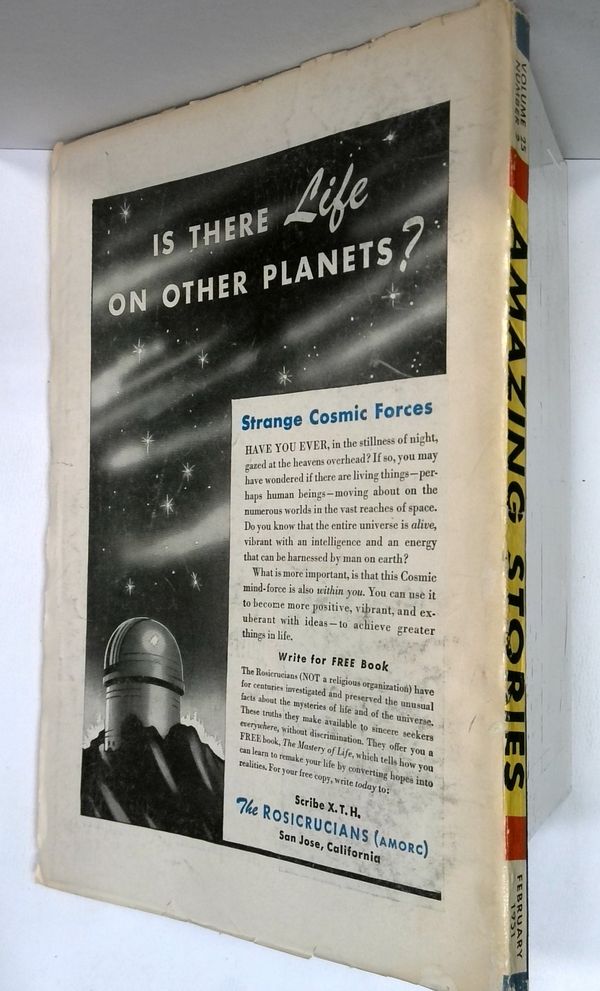 IS THERE Life
ON OTHER PLANETS?
Strange Cosmic Forces
HAVE YOU EVER, in the stillness of night,
gazed at the heavens overhead? If so, you may
have wondered if there are living things—per-
haps human beings—moving about on the
numerous worlds in the vast reaches of space.
Do you know that the entire universe is alive,
vibrant with an intelligence and an energy
that can be harnessed by man on earth?
What is more important, is that this Cosmic
mind-force is also within you. You can use it
to become more positive, vibrant, and ex-
uberant with ideas—to achieve greater
things in life.
Write for FREE Book
The Rosicrucians (NOT a religious organization) have
for centuries investigated and preserved the unusual
facts about the mysteries of life and of the universe.
These truths they make available to sincere seekers
everywhere, without discrimination. They offer you a
FREE book, The Mastery of Life, which tells how you
can learn to remake your life by converting hopes into
realities. For your free copy, write today to:
Scribe X. T. H.
The ROSICRUCIANS (AMORC)
San Jose, California
VOLUME 25
NUMBER 2
AMAZING STORIES
FEBRUARY
1951